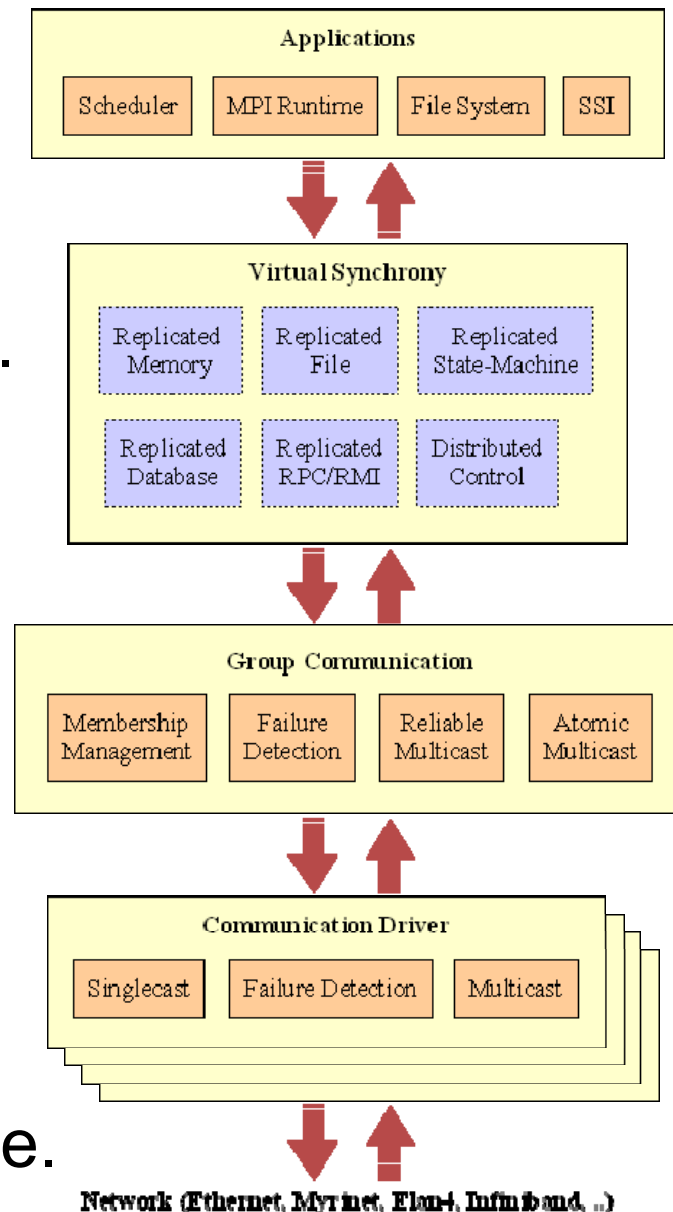 Applications
Scheduler MPI Runtime File System SSI
Virtual Synchrony
Replicated Memory
Replicated File
Replicated State-Machine
.
Replicated Database
Replicated RPC/RMI
Distributed Control
Group Communication
Membership Management
Failure Detection
Reliable Multicast
Atomic Multicast
Communication Driver
Singlecast Failure Detection Multicast
e.
Network (Ethernet, Myrinet, Elan4, Infiniband, ..)